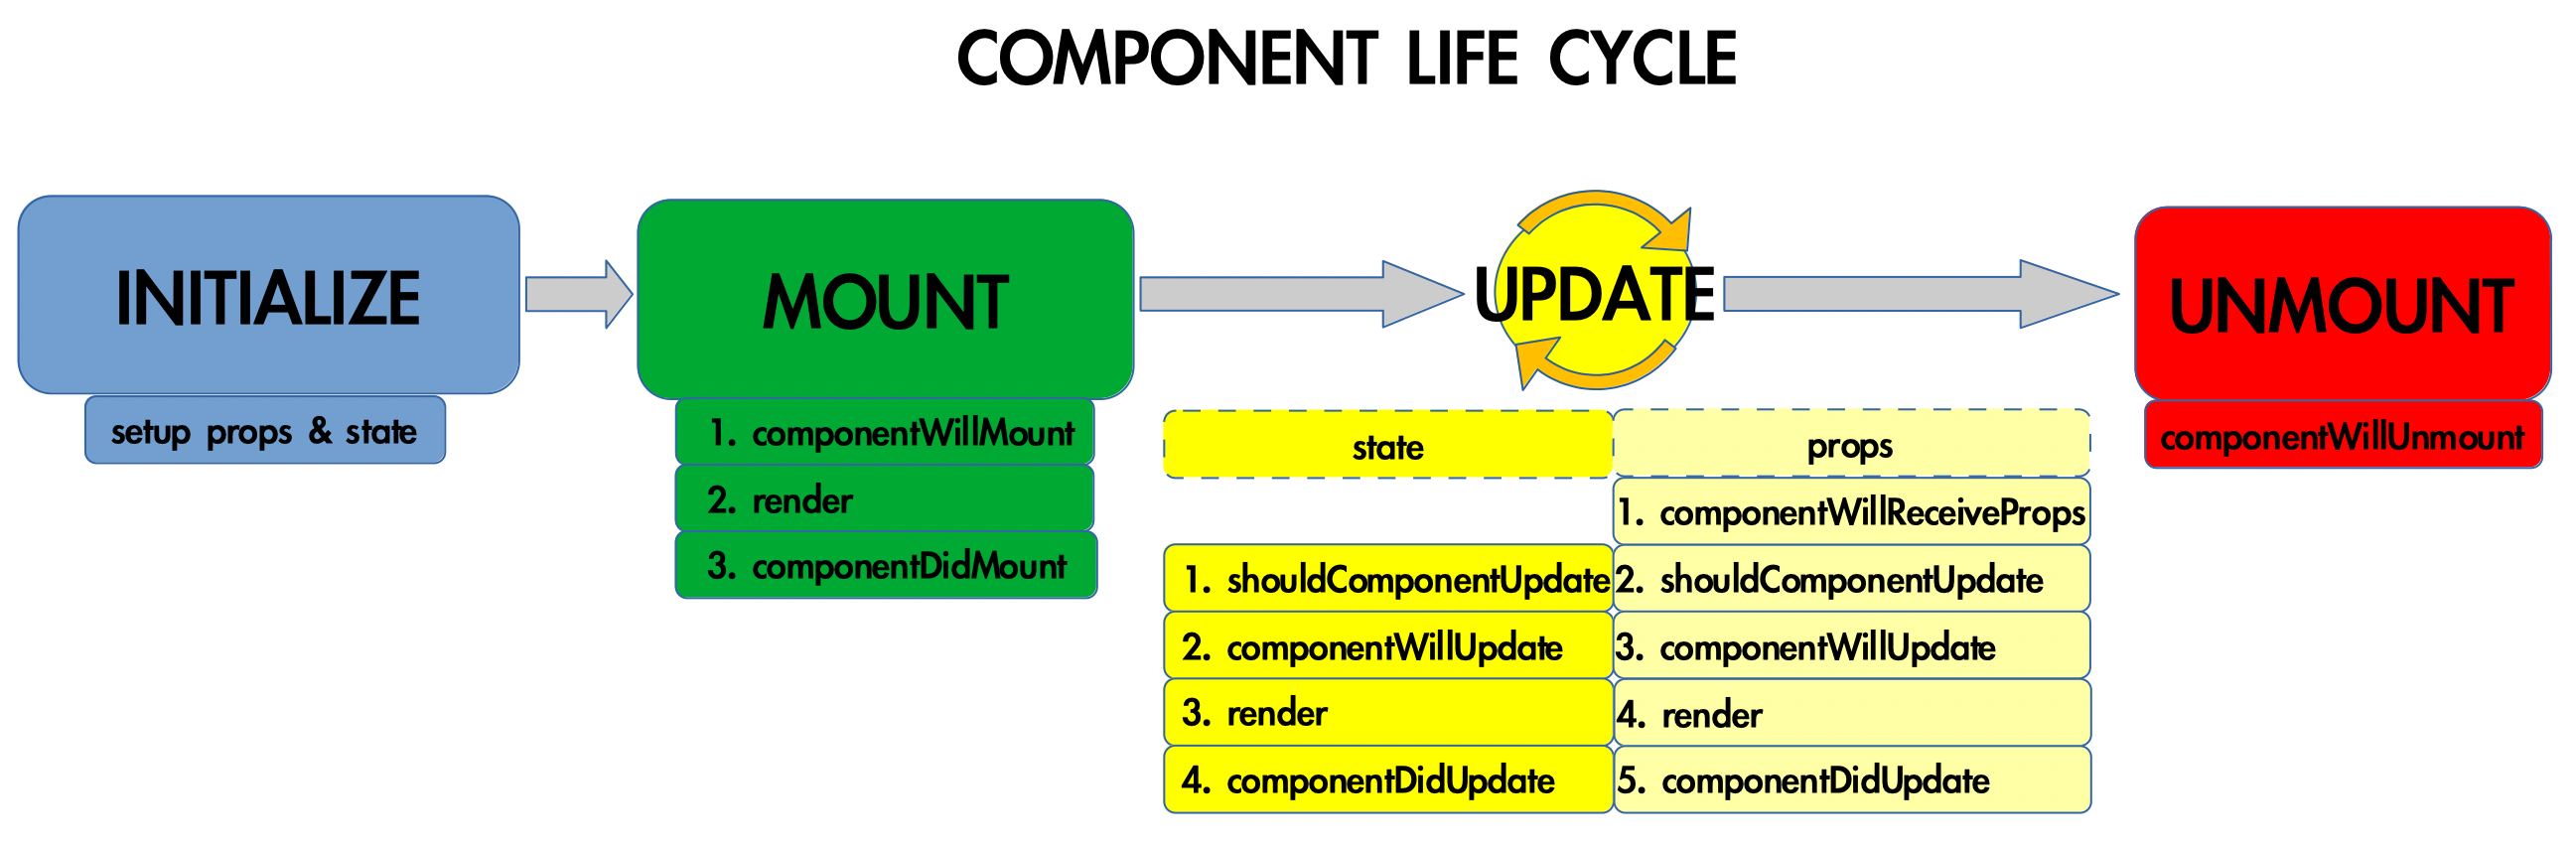 COMPONENT LIFE CYCLE
INITIALIZE
setup props & state
MOUNT
1. componentWillMount
2. render
3. componentDidMount
UPDATE
state
1. shouldComponentUpdate
2. componentWillUpdate
3. render
4. componentDidUpdate
props
1. componentWillReceiveProps
2. shouldComponentUpdate
3. componentWillUpdate
4. render
5. componentDidUpdate
UNMOUNT
componentWillUnmount